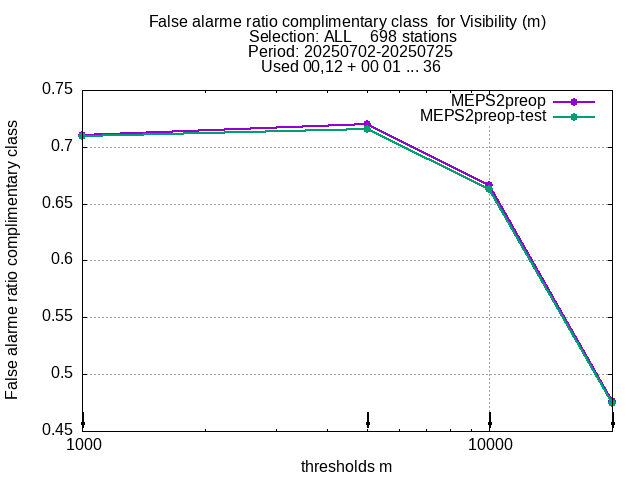 False alarme ratio complimentary class  for Visibility (m)
Selection: ALL    698 stations
Period: 20250702-20250725
Used 00,12 + 00 01 ... 36
MEPS2preop
MEPS2preop-test
0.75
0.7
0.65
0.6
0.55
0.5
0.45
False alarme ratio complimentary class
1000
10000
thresholds m